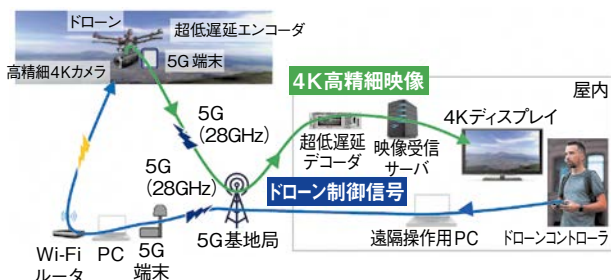 ドローン
超低遅延エンコーダ
5G 端末
高精細4Kカメラ
4K高精細映像
屋内
5G
(28GHz)
超低遅延
デコーダ
映像受信
サーバ
4Kディスプレイ
5G
(28GHz)
ドローン制御信号
5G基地局
遠隔操作用PC
ドローンコントローラ
Wi-Fi
ルータ
PC
5G
端末